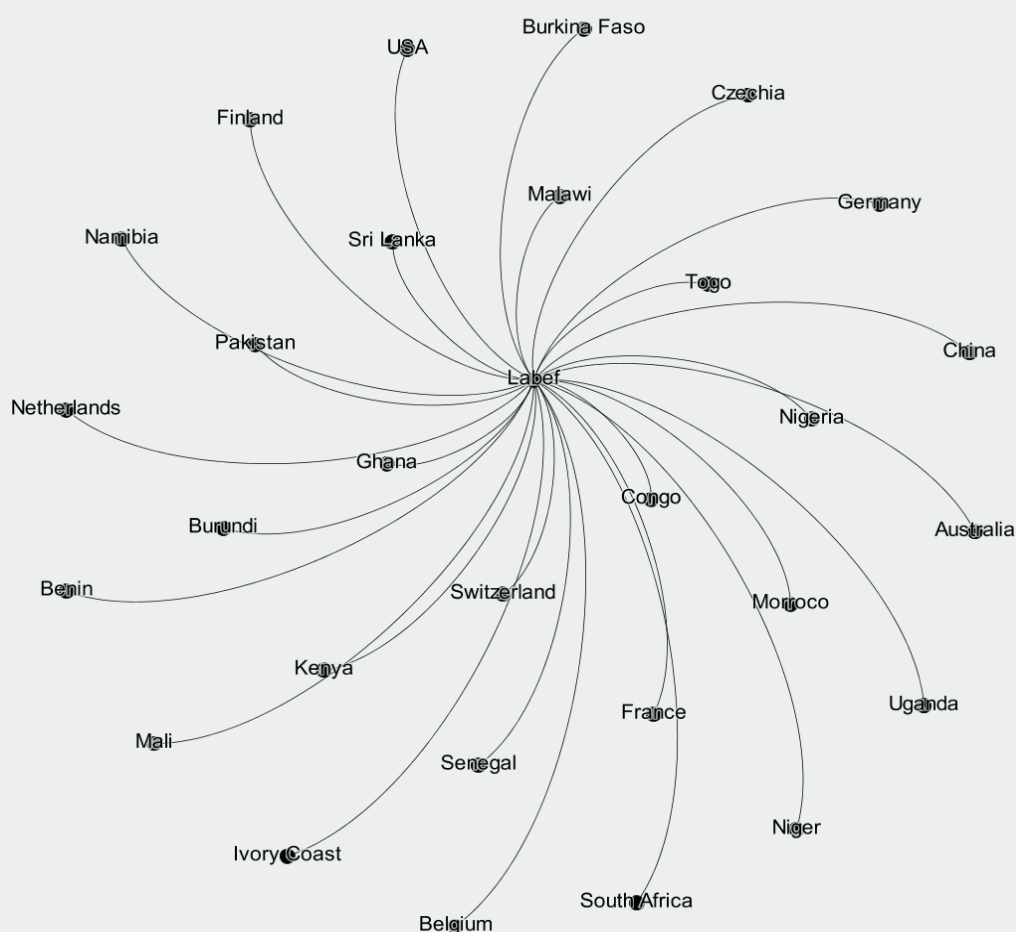 Burkina Faso
USA
Czechia
Finland
Malawi
Germany
Namibia
Sri Lanka
Togo
Pakistan
China
Labef
Netherlands
Nigeria
Ghana
Congo
Burundi
Australia
Benin
Switzerland
Morroco
Kenya
Uganda
France
Mali
Senegal
Niger
Ivory Coast
South Africa
Belgium